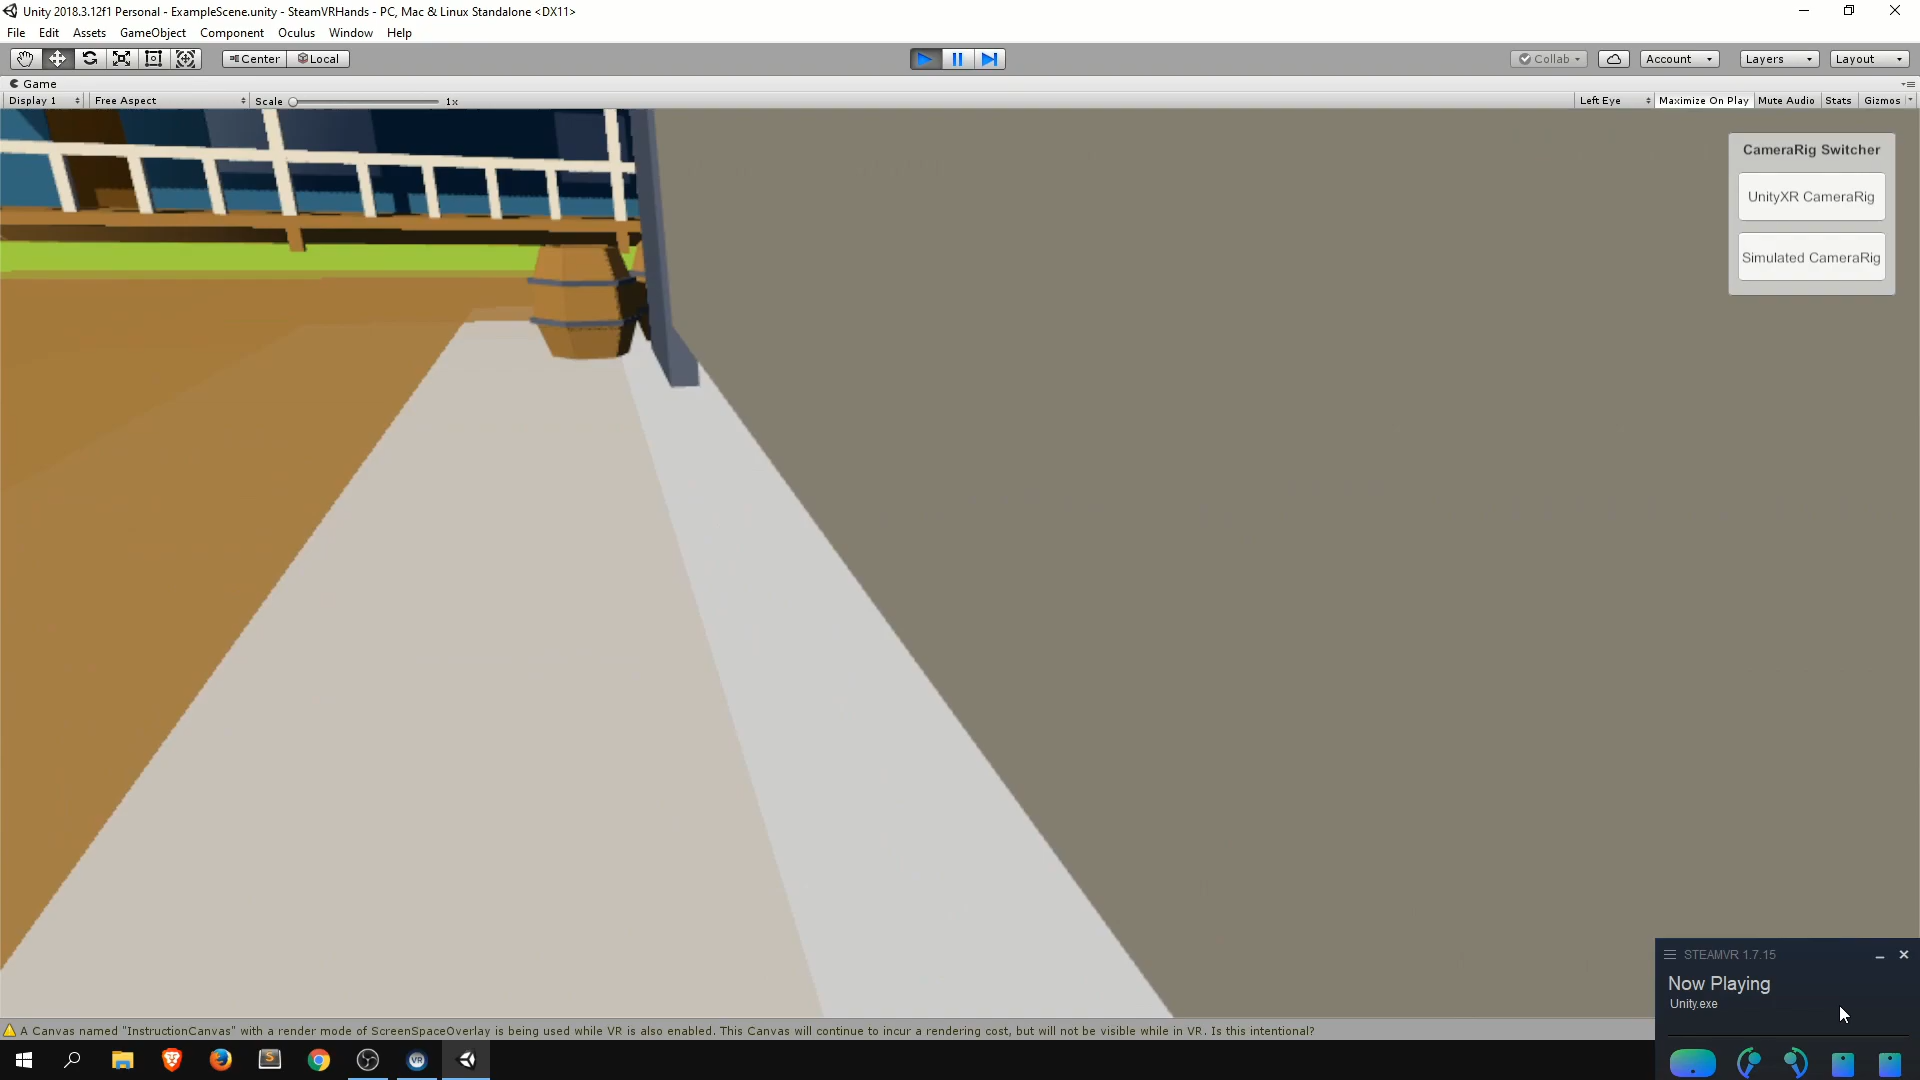 Unity 2018.3.12f1 Personal - ExampleScene.unity - SteamVRHands - PC, Mac & Linux Standalone <DX11>
File Edit Assets GameObject Component Oculus Window Help
Center Local Collab Account Layers Layout
Game
Display 1 Free Aspect Scale 1x Left Eye Maximize On Play Mute Audio Stats Gizmos
CameraRig Switcher
UnityXR CameraRig
Simulated CameraRig
STEAMVR 1.7.15
Now Playing
Unity.exe
A Canvas named "InstructionCanvas" with a render mode of ScreenSpaceOverlay is being used while VR is also enabled. This Canvas will continue to incur a rendering cost, but will not be visible while in VR. Is this intentional?
S VR